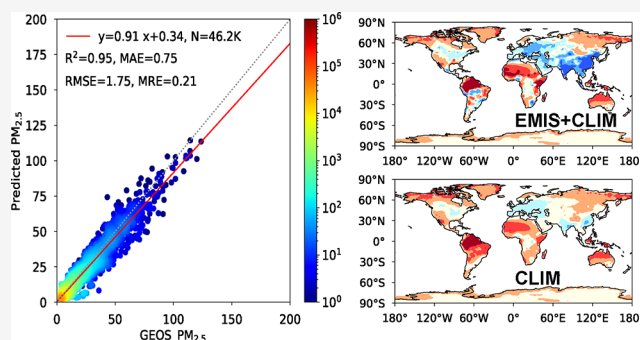 y=0.91 x+0.34, N=46.2K
R²=0.95, MAE=0.75
RMSE=1.75, MRE=0.21
200
175
150
125
100
75
50
25
0
Predicted PM₂.₅
0 50 100 150 200
GEOS PM₂.₅
10⁶
10⁵
10⁴
10³
10²
10¹
10⁰
90°N
60°N
30°N
0°
30°S
60°S
90°S
EMIS+CLIM
180° 120°W 60°W 0° 60°E 120°E 180°
90°N
60°N
30°N
0°
30°S
60°S
90°S
CLIM
180° 120°W 60°W 0° 60°E 120°E 180°